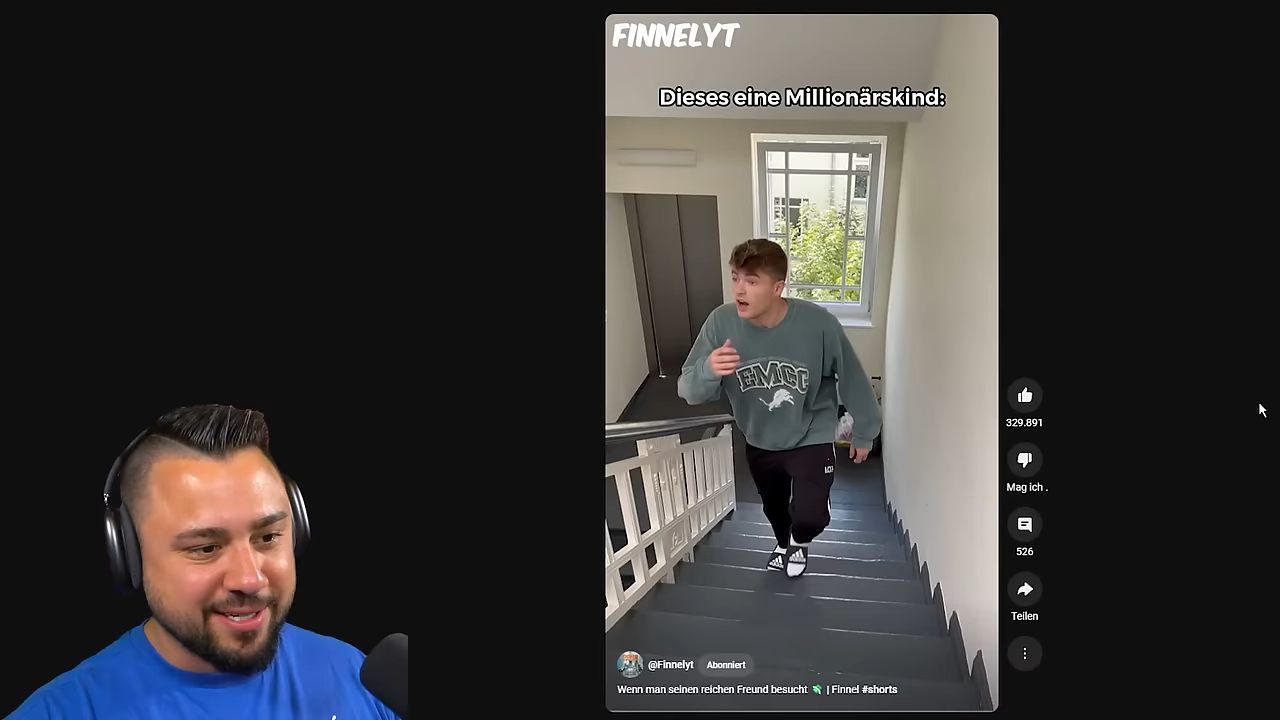 FINNELYT
Dieses eine Millionärskind:
EMCC
329.891
Mag ich .
526
Teilen
@Finnelyt Abonniert
Wenn man seinen reichen Freund besucht 💸 | Finnel #shorts